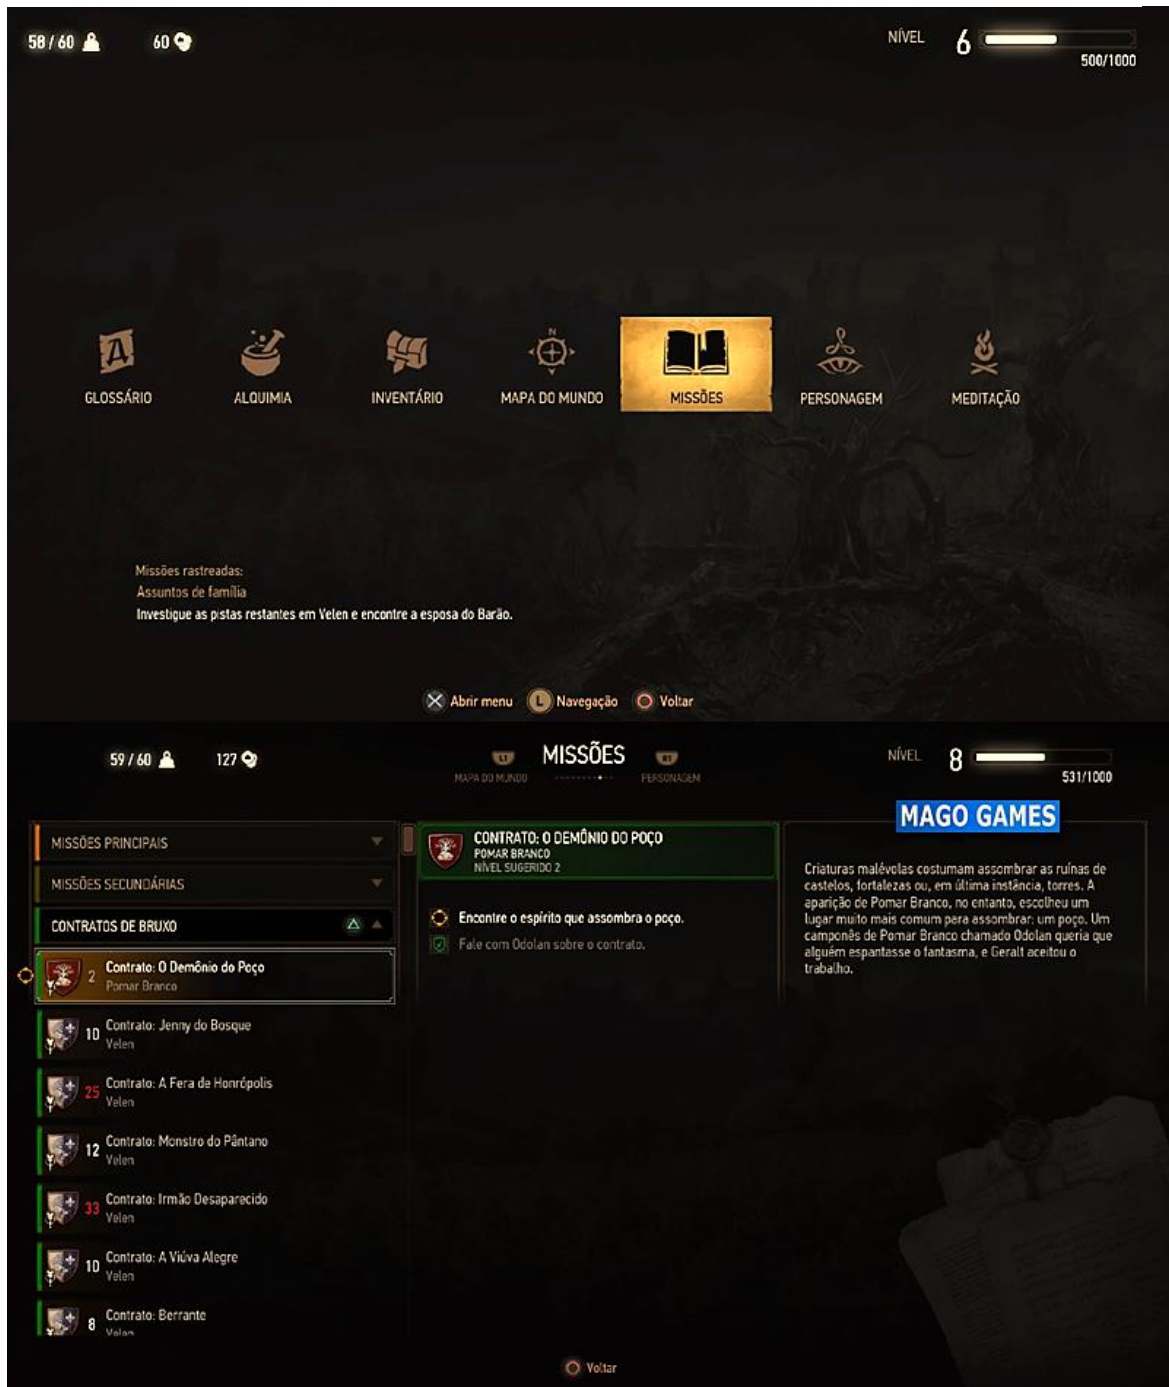 58 / 60
60
NÍVEL
6
500/1000
GLOSSÁRIO
ALQUIMIA
INVENTÁRIO
N
MAPA DO MUNDO
MISSÕES
PERSONAGEM
MEDITAÇÃO
Missões rastreadas:
Assuntos de família
Investigue as pistas restantes em Velen e encontre a esposa do Barão.
Abrir menu
L Navegação
Voltar
59 / 60
127
L1
MISSÕES
R1
MAPA DO MUNDO
PERSONAGEM
NÍVEL
8
531/1000
MAGO GAMES
MISSÕES PRINCIPAIS
MISSÕES SECUNDÁRIAS
CONTRATOS DE BRUXO
2 Contrato: O Demônio do Poço
Pomar Branco
10 Contrato: Jenny do Bosque
Velen
25 Contrato: A Fera de Honrópolis
Velen
12 Contrato: Monstro do Pântano
Velen
33 Contrato: Irmão Desaparecido
Velen
10 Contrato: A Viúva Alegre
Velen
8 Contrato: Berrante
Velen
CONTRATO: O DEMÔNIO DO POÇO
POMAR BRANCO
NÍVEL SUGERIDO 2
Encontre o espírito que assombra o poço.
Fale com Odolan sobre o contrato.
Criaturas malévolas costumam assombrar as ruínas de
castelos, fortalezas ou, em última instância, torres. A
aparição de Pomar Branco, no entanto, escolheu um
lugar muito mais comum para assombrar: um poço. Um
camponês de Pomar Branco chamado Odolan queria que
alguém espantasse o fantasma, e Geralt aceitou o
trabalho.
Voltar